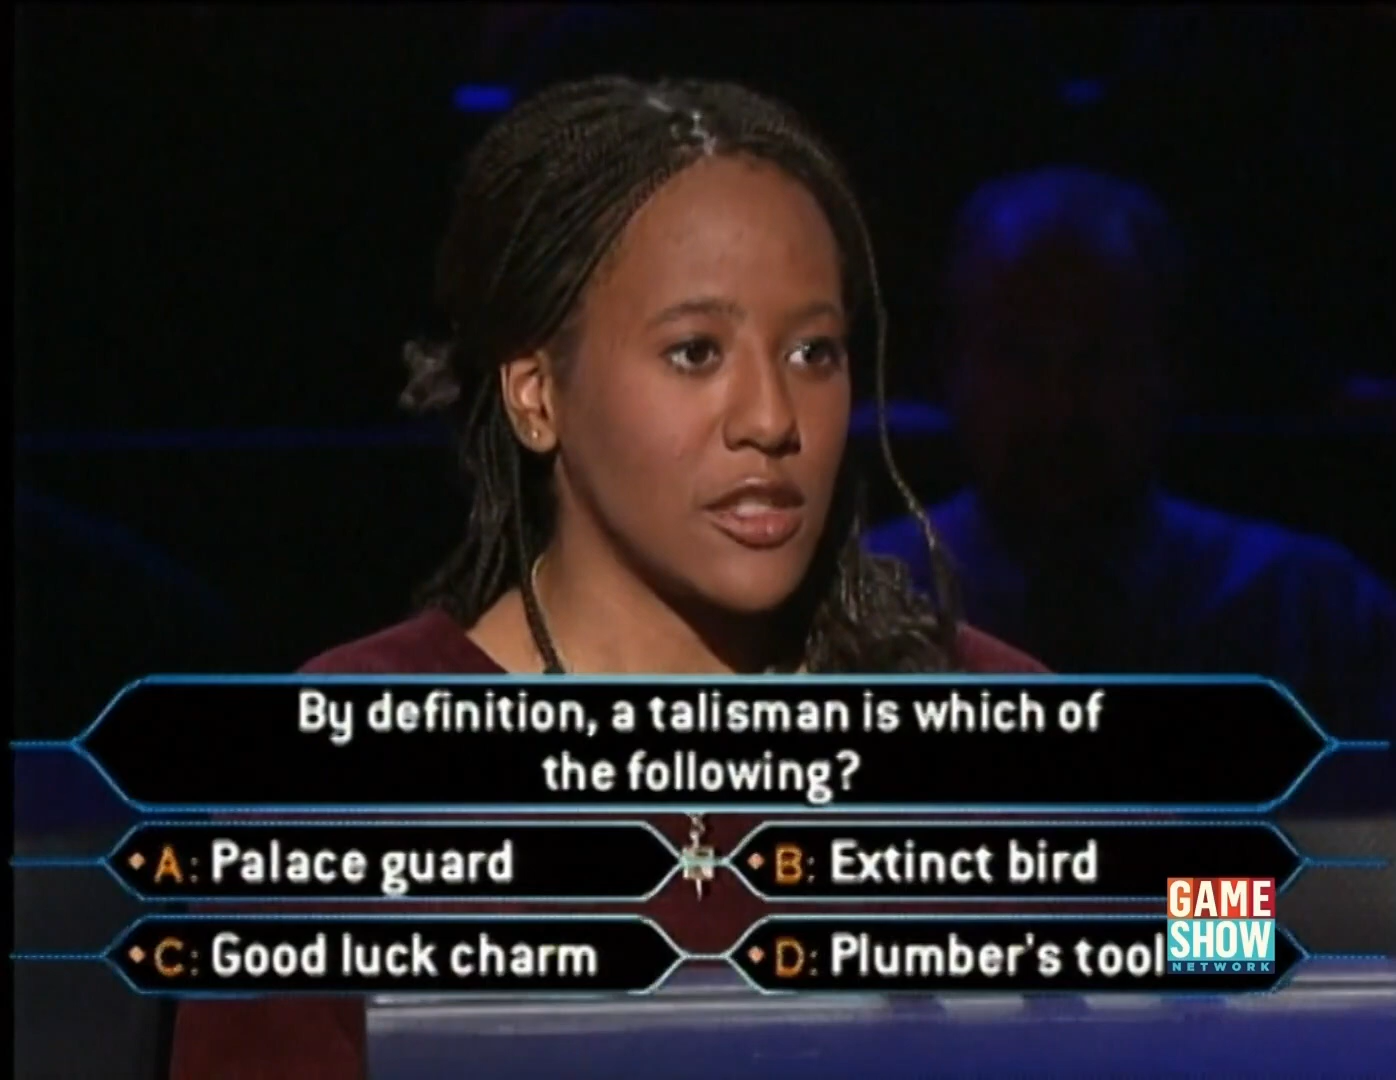 By definition, a talisman is which of
the following?
A: Palace guard
B: Extinct bird
C: Good luck charm
D: Plumber's tool
GAME
SHOW
NETWORK